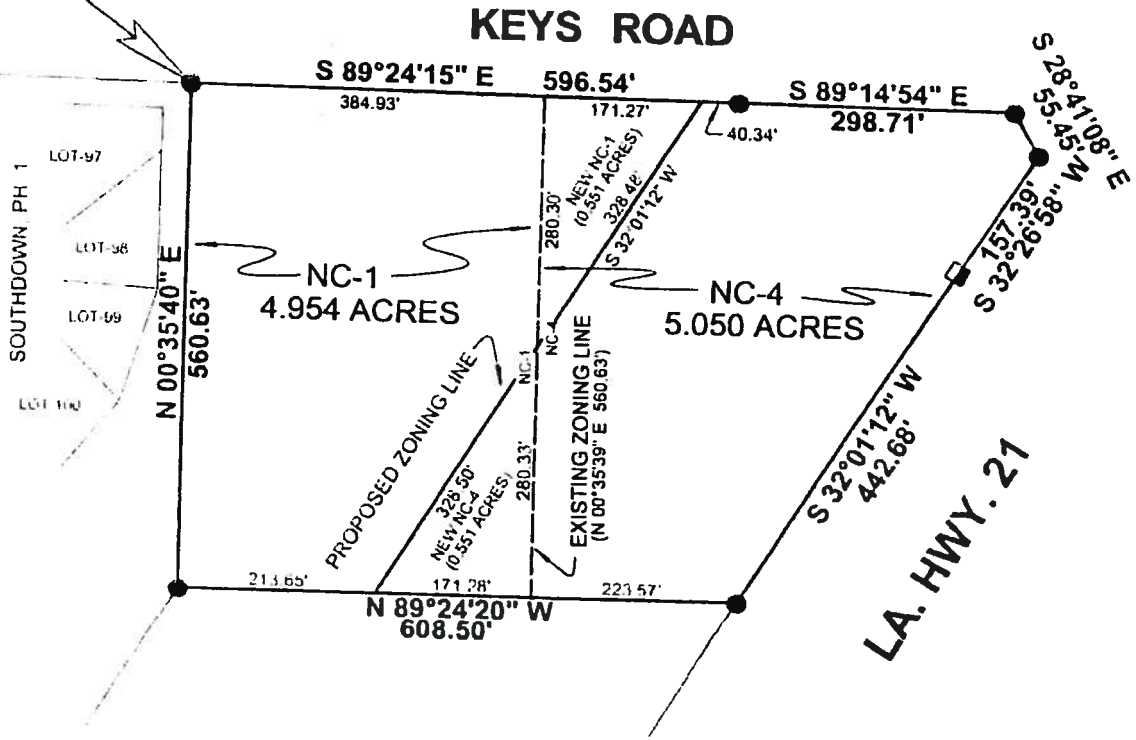 KEYS ROAD
S 89°24'15" E 596.54'
384.93'
171.27'
40.34'
S 89°14'54" E
298.71'
S 28°41'08" E
55.45'
157.39'
S 32°26'58" W
SOUTHDOWN PH 1
LOT-97
LOT-98
LOT-99
LOT-100
N 00°35'40" E
560.63'
NC-1
4.954 ACRES
280.30'
NEW NC-1
(0.551 ACRES)
328.48'
S 32°01'12" W
NC-4
5.050 ACRES
NC-1
NC-4
PROPOSED ZONING LINE
EXISTING ZONING LINE
(N 00°35'39" E 560.63')
280.33'
328.50'
NEW NC-4
(0.551 ACRES)
S 32°01'12" W
442.68'
LA. HWY. 21
213.65'
171.28'
223.57'
N 89°24'20" W
608.50'